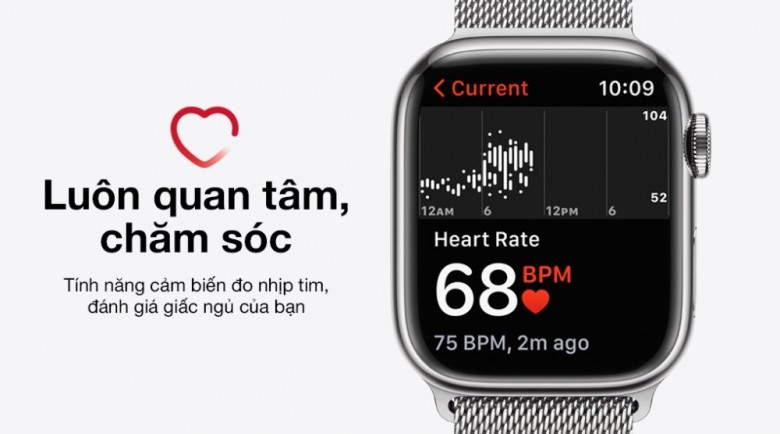 Luôn quan tâm,
chăm sóc
Tính năng cảm biến đo nhịp tim,
đánh giá giấc ngủ của bạn
< Current 10:09
104
52
12AM 6 12PM 6
Heart Rate
68 BPM
75 BPM, 2m ago